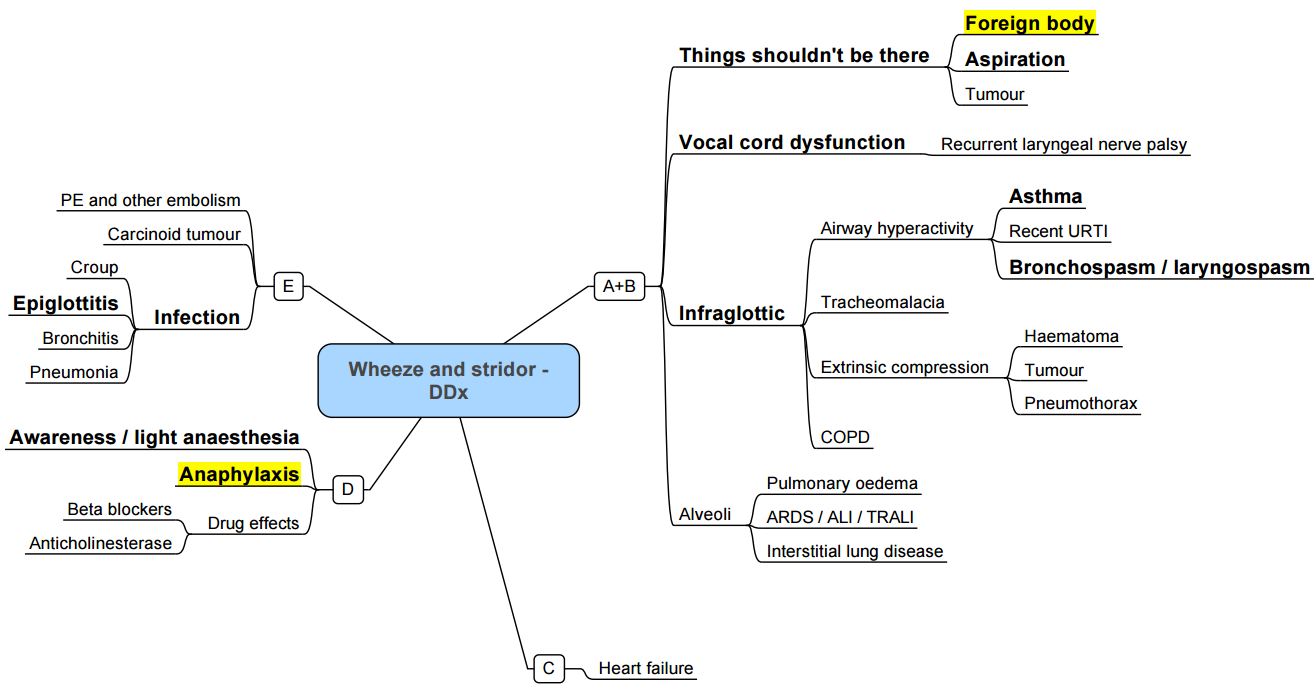 Wheeze and stridor -
DDx
A+B
Things shouldn't be there
Foreign body
Aspiration
Tumour
Vocal cord dysfunction
Recurrent laryngeal nerve palsy
Infraglottic
Airway hyperactivity
Asthma
Recent URTI
Bronchospasm / laryngospasm
Tracheomalacia
Extrinsic compression
Haematoma
Tumour
Pneumothorax
COPD
Alveoli
Pulmonary oedema
ARDS / ALI / TRALI
Interstitial lung disease
C
Heart failure
D
Awareness / light anaesthesia
Anaphylaxis
Drug effects
Beta blockers
Anticholinesterase
E
PE and other embolism
Carcinoid tumour
Infection
Croup
Epiglottitis
Bronchitis
Pneumonia